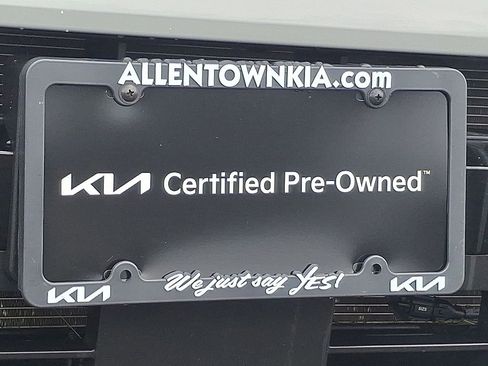 ALLENTOWNKIA.com
KIA Certified Pre-Owned™
We just say YES!
KIA KIA